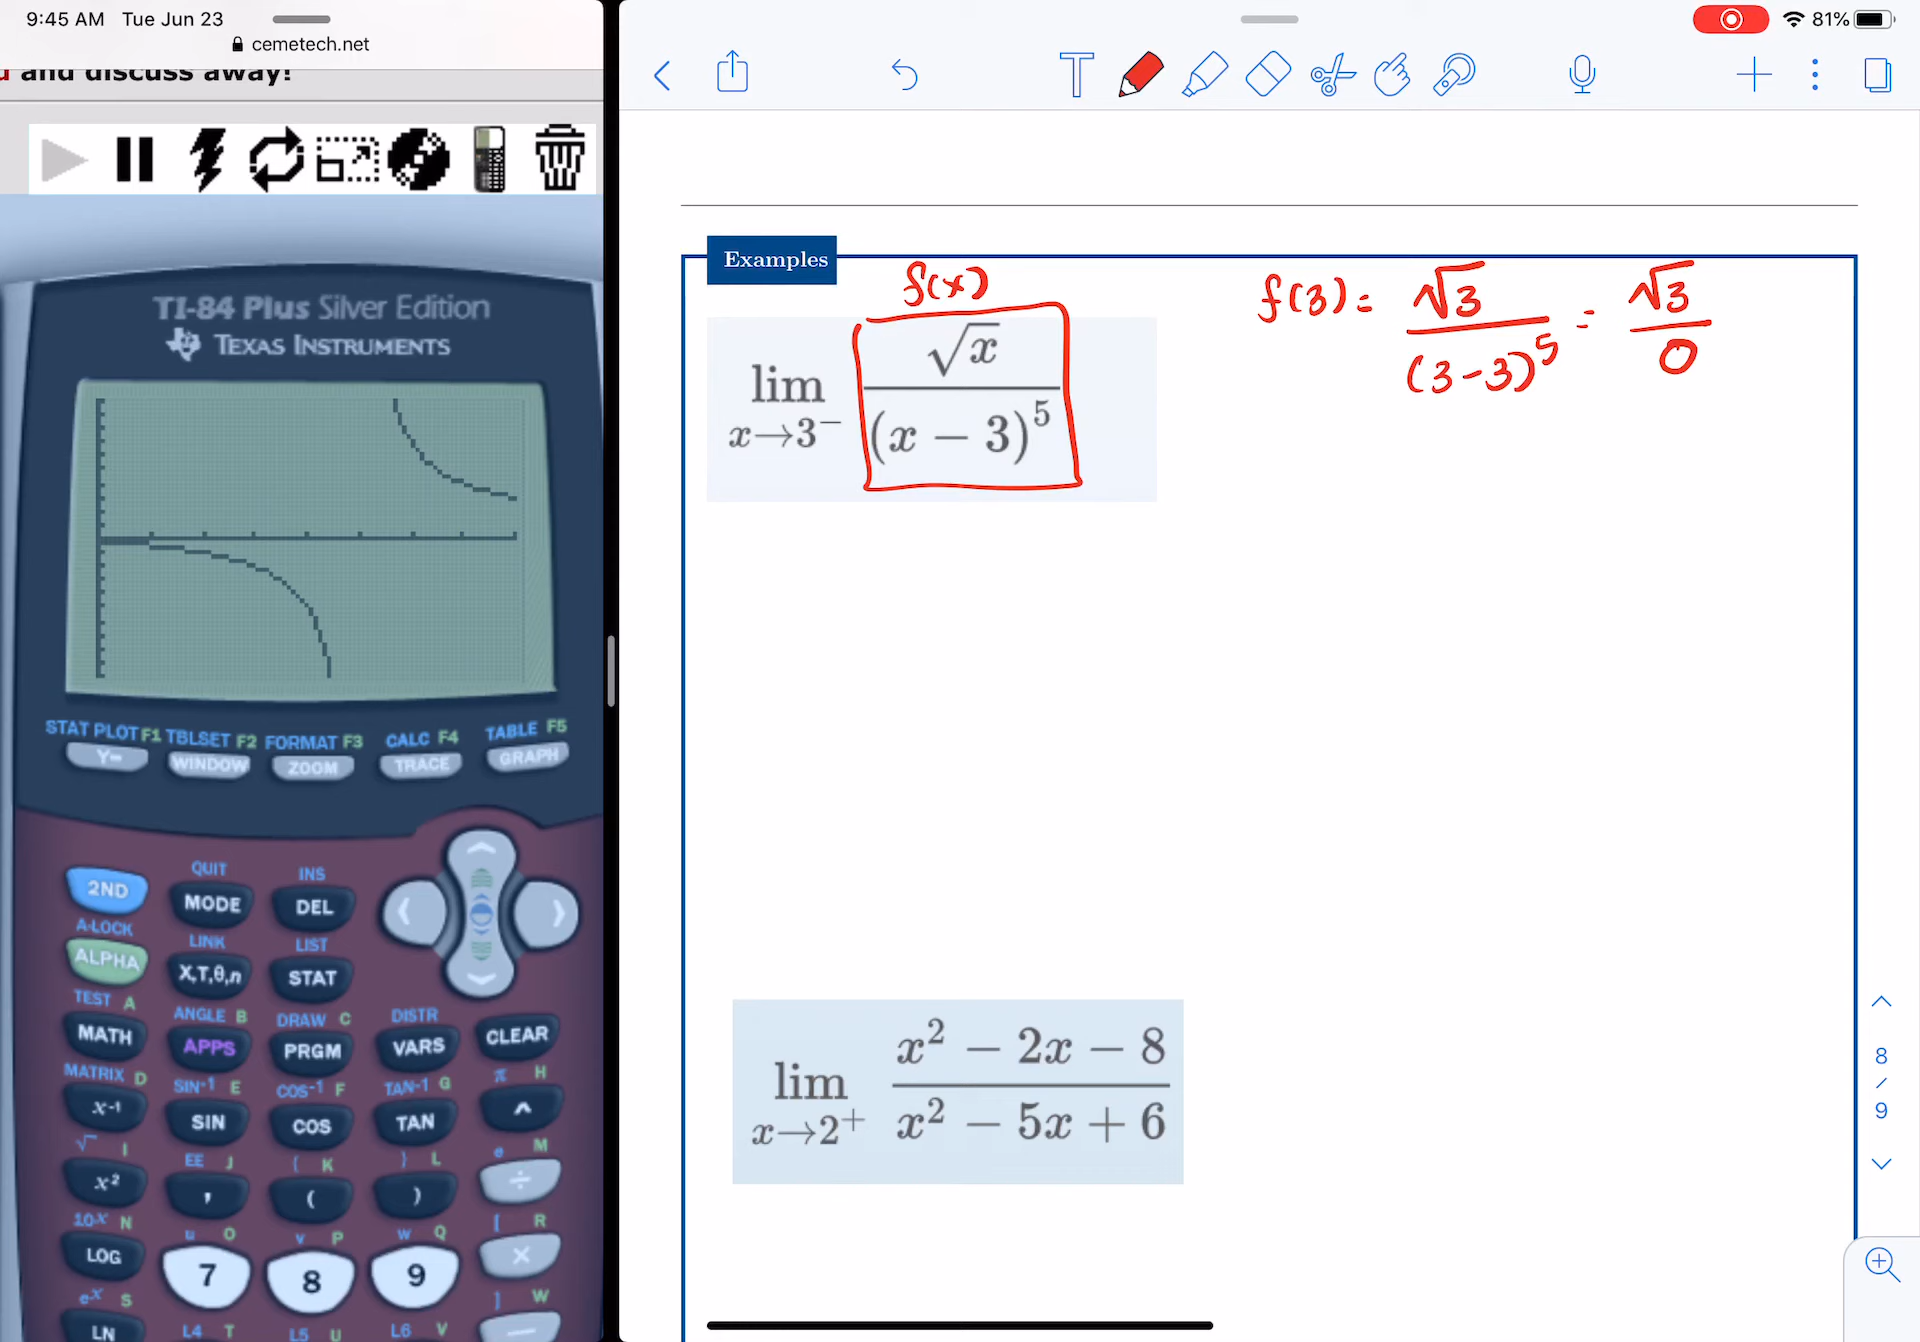 9:45 AM Tue Jun 23
81%
cemetech.net
and discuss away!
TI-84 Plus Silver Edition
TEXAS INSTRUMENTS
STAT PLOT F1 TBLSET F2 FORMAT F3 CALC F4 TABLE F5
Y= WINDOW ZOOM TRACE GRAPH
QUIT INS
2ND MODE DEL
A-LOCK LINK LIST
ALPHA X,T,θ,n STAT
TEST A ANGLE B DRAW C DISTR
MATH APPS PRGM VARS CLEAR
MATRIX D SIN⁻¹ E COS⁻¹ F TAN⁻¹ G π H
x⁻¹ SIN COS TAN ^
√ I EE J { K } L e M
x² , ( ) ÷
10ˣ N u O v P w Q [ R
LOG 7 8 9 ×
eˣ S L4 T L5 U L6 V ] W
LN −
T
Examples
f(x)
lim x→3⁻ √x / (x − 3)⁵
f(3) = √3 / (3-3)⁵ = √3 / 0
lim x→2⁺ (x² − 2x − 8) / (x² − 5x + 6)
8
/
9